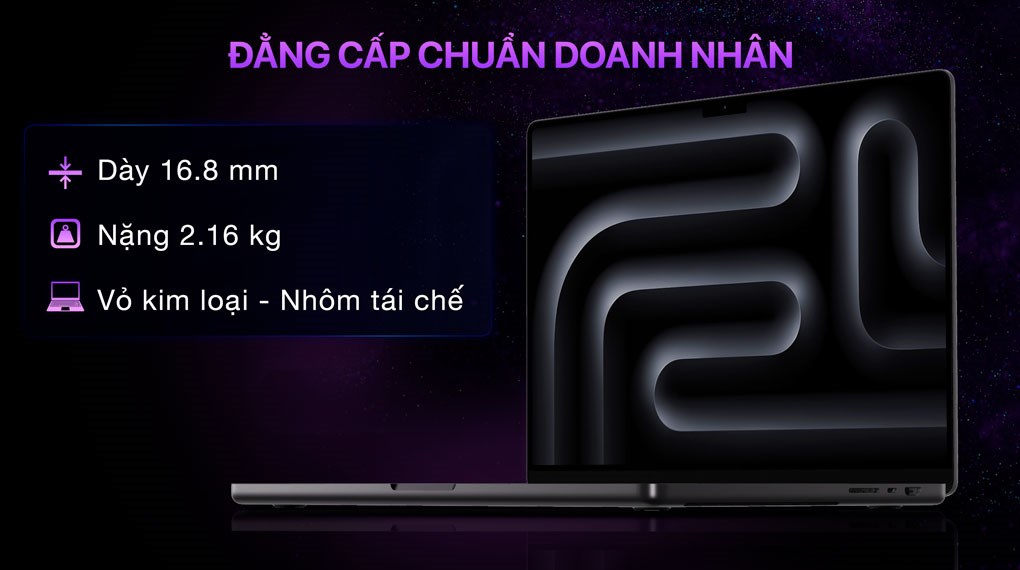 ĐẲNG CẤP CHUẨN DOANH NHÂN
Dày 16.8 mm
Nặng 2.16 kg
Vỏ kim loại - Nhôm tái chế